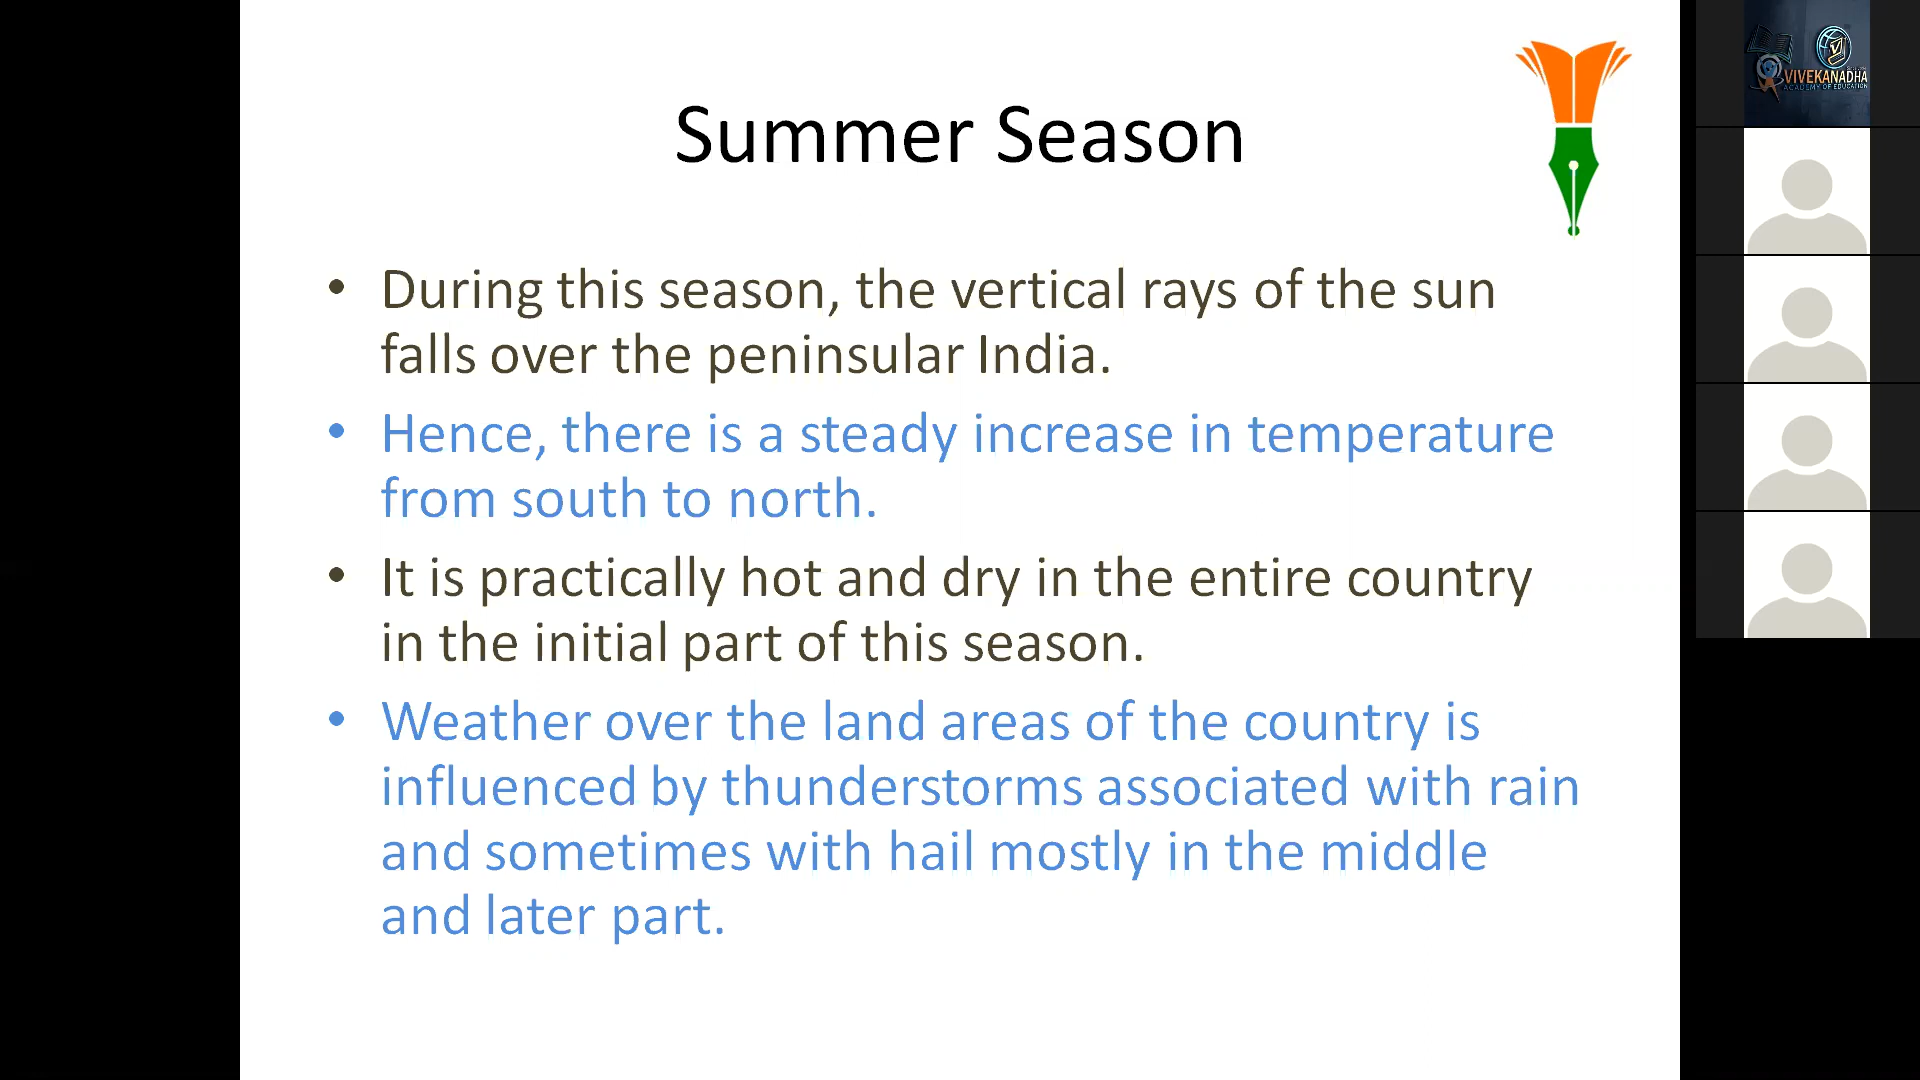 Summer Season
• During this season, the vertical rays of the sun
falls over the peninsular India.
• Hence, there is a steady increase in temperature
from south to north.
• It is practically hot and dry in the entire country
in the initial part of this season.
• Weather over the land areas of the country is
influenced by thunderstorms associated with rain
and sometimes with hail mostly in the middle
and later part.
VIVEKANADHA
ACADEMY OF EDUCATION